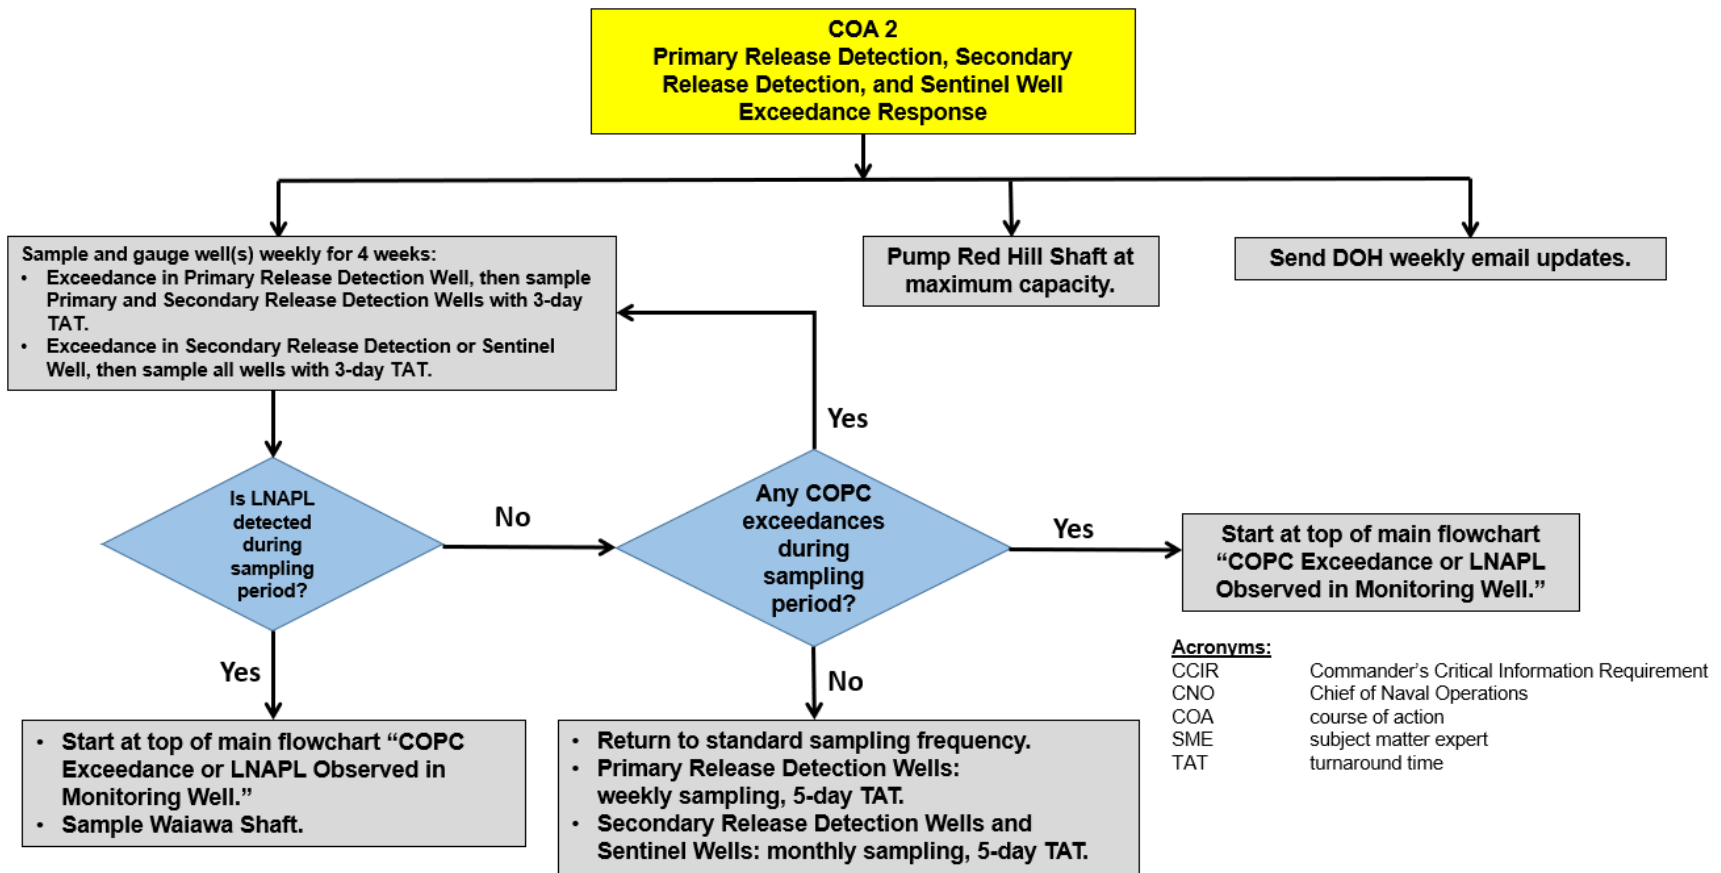 COA 2
Primary Release Detection, Secondary
Release Detection, and Sentinel Well
Exceedance Response
Sample and gauge well(s) weekly for 4 weeks:
• Exceedance in Primary Release Detection Well, then sample
Primary and Secondary Release Detection Wells with 3-day
TAT.
• Exceedance in Secondary Release Detection or Sentinel
Well, then sample all wells with 3-day TAT.
Pump Red Hill Shaft at
maximum capacity.
Send DOH weekly email updates.
Is LNAPL
detected
during
sampling
period?
No
Yes
Any COPC
exceedances
during
sampling
period?
Yes
Yes
No
Start at top of main flowchart
“COPC Exceedance or LNAPL
Observed in Monitoring Well.”
• Start at top of main flowchart “COPC
Exceedance or LNAPL Observed in
Monitoring Well.”
• Sample Waiawa Shaft.
• Return to standard sampling frequency.
• Primary Release Detection Wells:
weekly sampling, 5-day TAT.
• Secondary Release Detection Wells and
Sentinel Wells: monthly sampling, 5-day TAT.
Acronyms:
CCIR Commander’s Critical Information Requirement
CNO Chief of Naval Operations
COA course of action
SME subject matter expert
TAT turnaround time